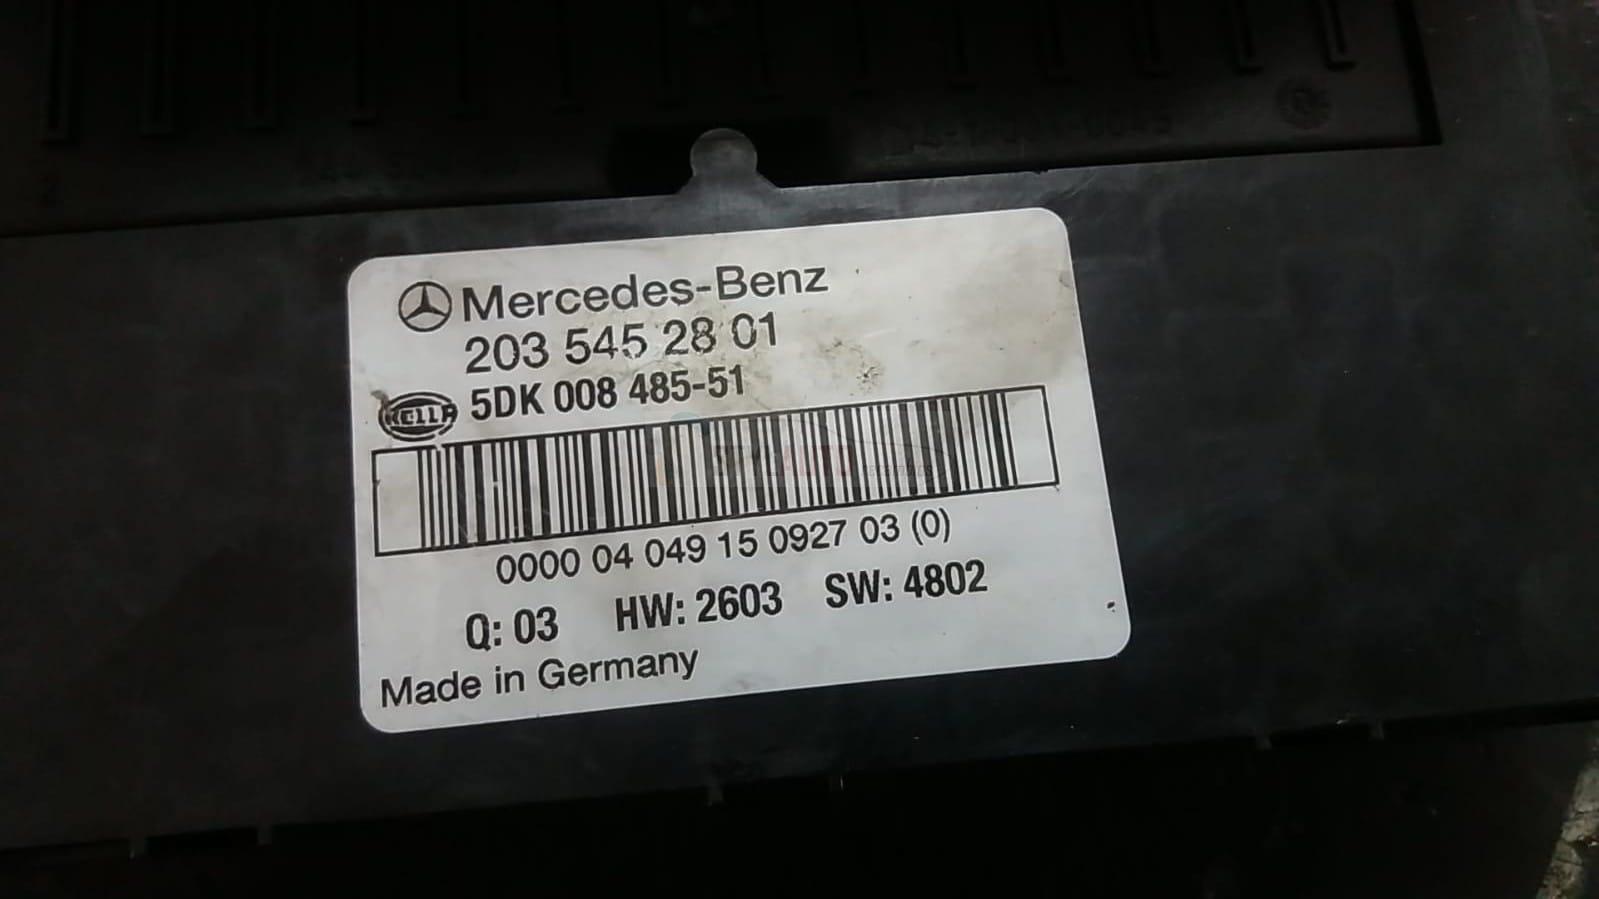 Mercedes-Benz
203 545 28 01
HELLA 5DK 008 485-51
0000 04 049 15 0927 03 (0)
Q: 03 HW: 2603 SW: 4802
Made in Germany